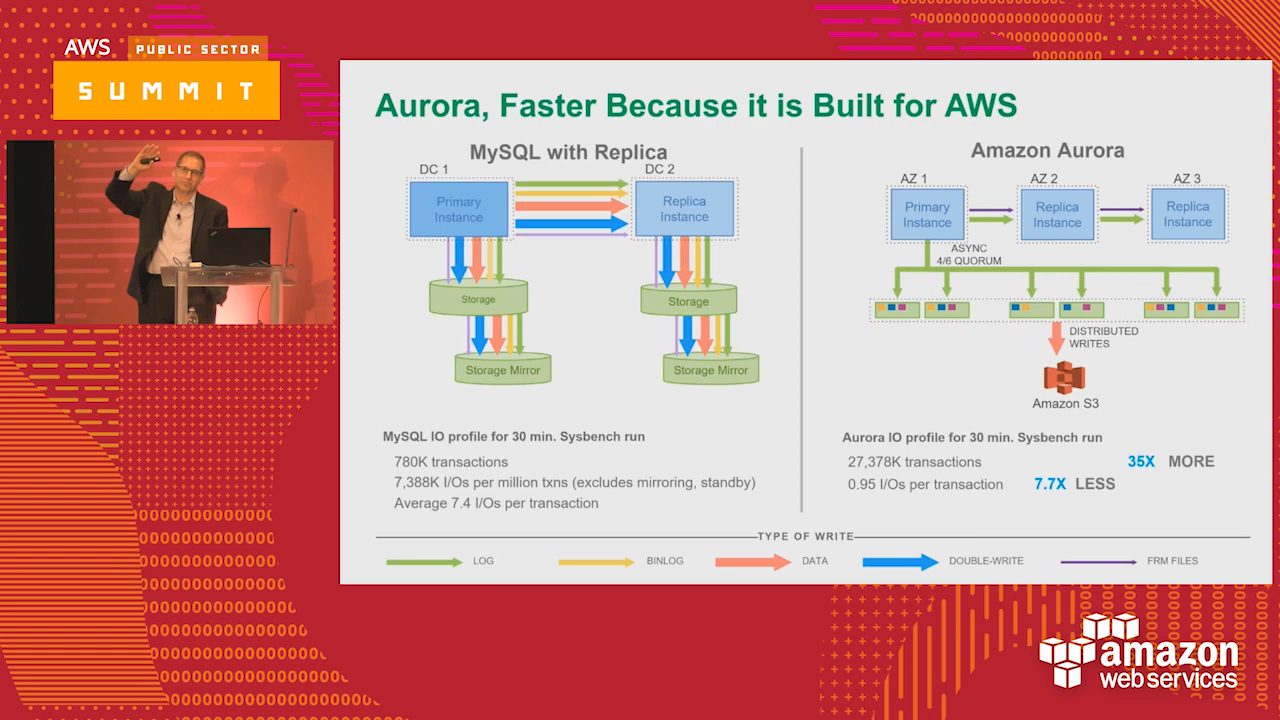 AWS PUBLIC SECTOR
SUMMIT
Aurora, Faster Because it is Built for AWS
MySQL with Replica
DC 1
DC 2
Primary
Instance
Replica
Instance
Storage
Storage
Storage Mirror
Storage Mirror
MySQL IO profile for 30 min. Sysbench run
780K transactions
7,388K I/Os per million txns (excludes mirroring, standby)
Average 7.4 I/Os per transaction
Amazon Aurora
AZ 1
AZ 2
AZ 3
Primary
Instance
Replica
Instance
Replica
Instance
ASYNC
4/6 QUORUM
DISTRIBUTED
WRITES
Amazon S3
Aurora IO profile for 30 min. Sysbench run
27,378K transactions 35X MORE
0.95 I/Os per transaction 7.7X LESS
TYPE OF WRITE
LOG BINLOG DATA DOUBLE-WRITE FRM FILES
amazon
web services